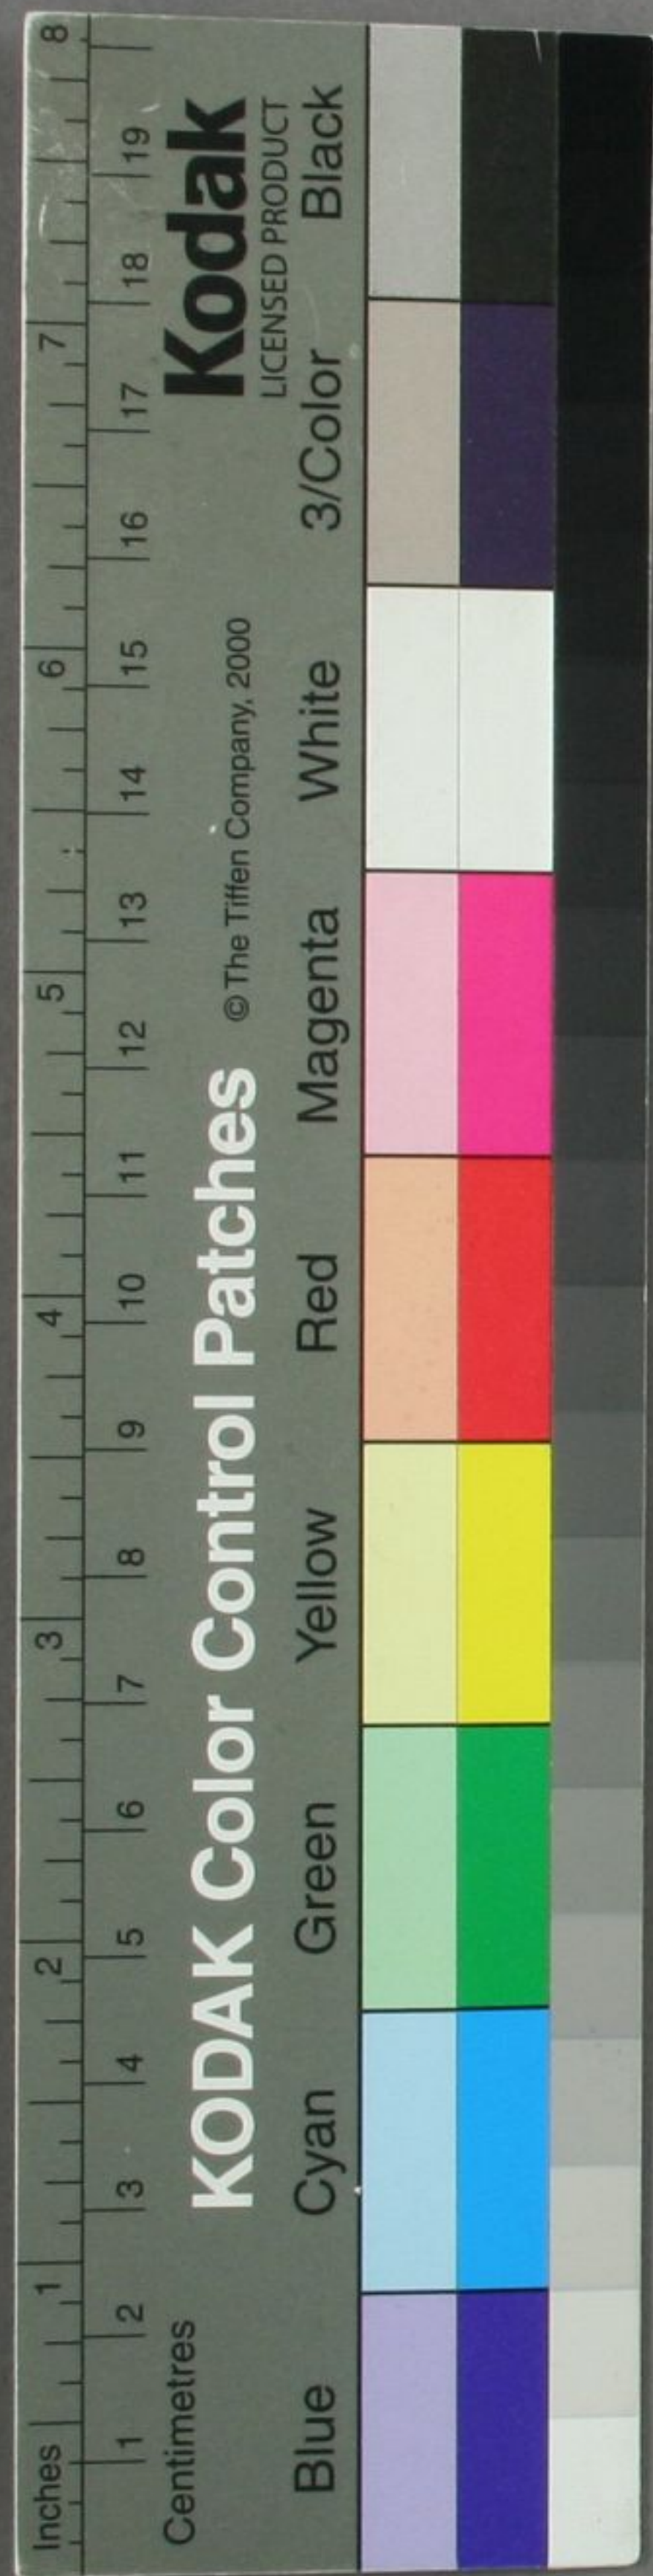 Inches 1 2 3 4 5 6 7 8
1 2 3 4 5 6 7 8 9 10 11 12 13 14 15 16 17 18 19
Centimetres
KODAK Color Control Patches © The Tiffen Company, 2000 Kodak
LICENSED PRODUCT
Blue Cyan Green Yellow Red Magenta White 3/Color Black